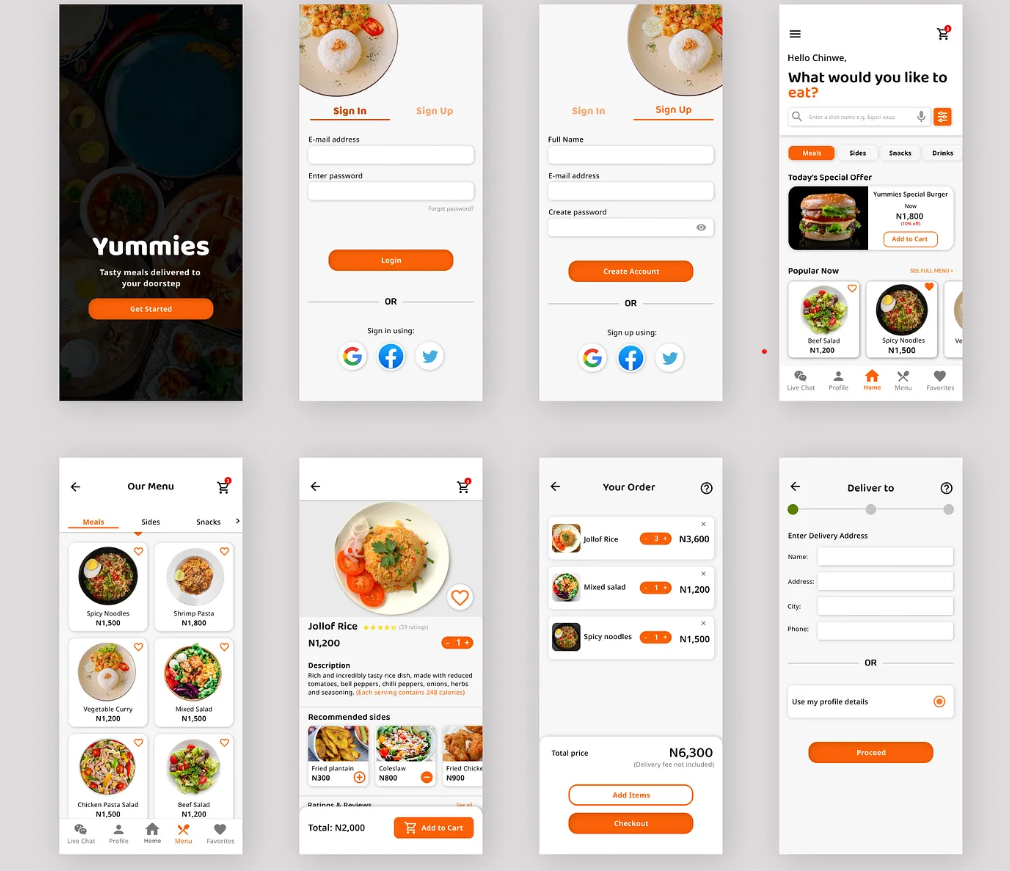 Yummies
Tasty meals delivered to
your doorstep
Get Started
Sign In
Sign Up
E-mail address
Enter password
Forgot password?
Login
OR
Sign in using:
Sign In
Sign Up
Full Name
E-mail address
Create password
Create Account
OR
Sign up using:
Hello Chinwe,
What would you like to
eat?
Enter a dish name e.g. Egusi soup
Meals
Sides
Snacks
Drinks
Today's Special Offer
Yummies Special Burger
Now
N1,800
(10% off)
Add to Cart
Popular Now
SEE FULL MENU >
Beef Salad
N1,200
Spicy Noodles
N1,500
Ve
Live Chat
Profile
Home
Menu
Favorites
Our Menu
Meals
Sides
Snacks
Spicy Noodles
N1,500
Shrimp Pasta
N1,800
Vegetable Curry
N1,200
Mixed Salad
N1,500
Chicken Pasta Salad
N1,500
Beef Salad
N1,200
Live Chat
Profile
Home
Menu
Favorites
Jollof Rice
(59 ratings)
N1,200
- 1 +
Description
Rich and incredibly tasty rice dish, made with reduced
tomatoes, bell peppers, chilli peppers, onions, herbs
and seasoning. (Each serving contains 248 calories)
Recommended sides
Fried plantain
N300
Coleslaw
N800
Fried Chicke
N900
Ratings & Reviews
See all
Total: N2,000
Add to Cart
Your Order
Jollof Rice
- 3 +
N3,600
Mixed salad
- 1 +
N1,200
Spicy noodles
- 1 +
N1,500
Total price
N6,300
(Delivery fee not included)
Add Items
Checkout
Deliver to
Enter Delivery Address
Name:
Address:
City:
Phone:
OR
Use my profile details
Proceed